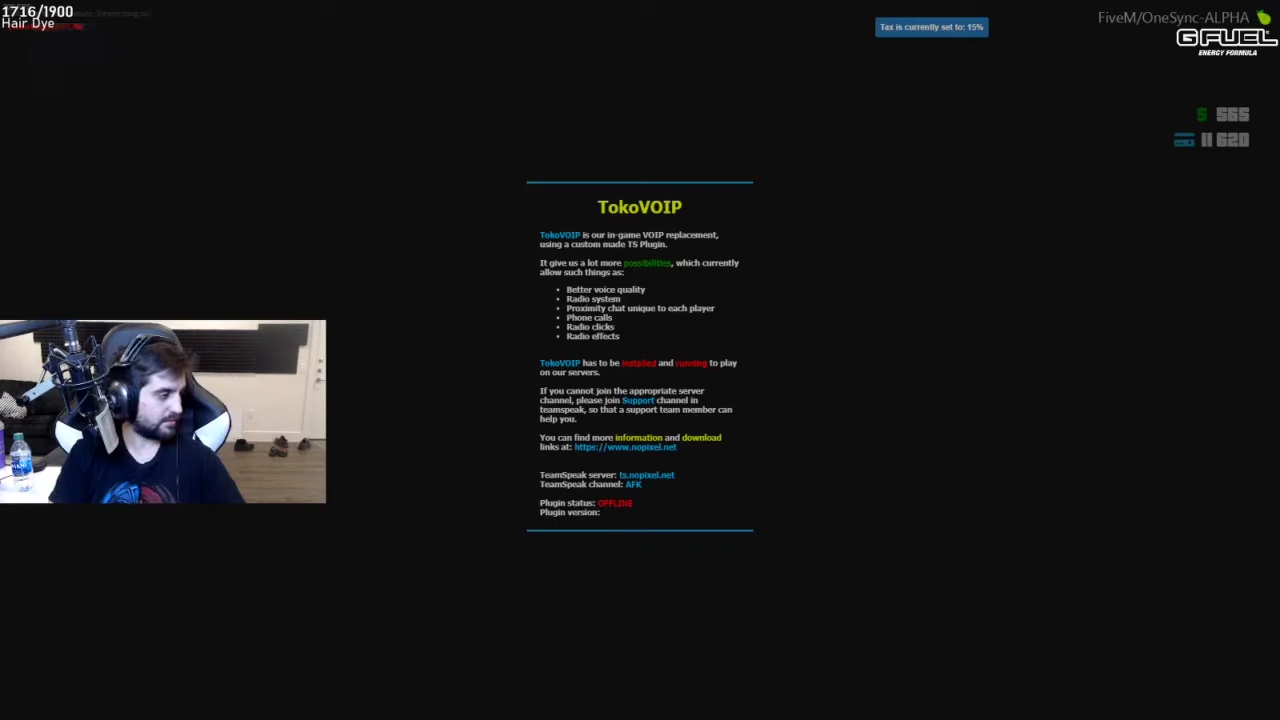 1716/1900
Hair Dye
Tax is currently set to: 15%
FiveM/OneSync-ALPHA
G FUEL
ENERGY FORMULA
$ 565
11 620
TokoVOIP
TokoVOIP is our in-game VOIP replacement,
using a custom made TS Plugin.
It give us a lot more possibilities, which currently
allow such things as:
• Better voice quality
• Radio system
• Proximity chat unique to each player
• Phone calls
• Radio clicks
• Radio effects
TokoVOIP has to be installed and running to play
on our servers.
If you cannot join the appropriate server
channel, please join Support channel in
teamspeak, so that a support team member can
help you.
You can find more information and download
links at: https://www.nopixel.net
TeamSpeak server: ts.nopixel.net
TeamSpeak channel: AFK
Plugin status: OFFLINE
Plugin version: